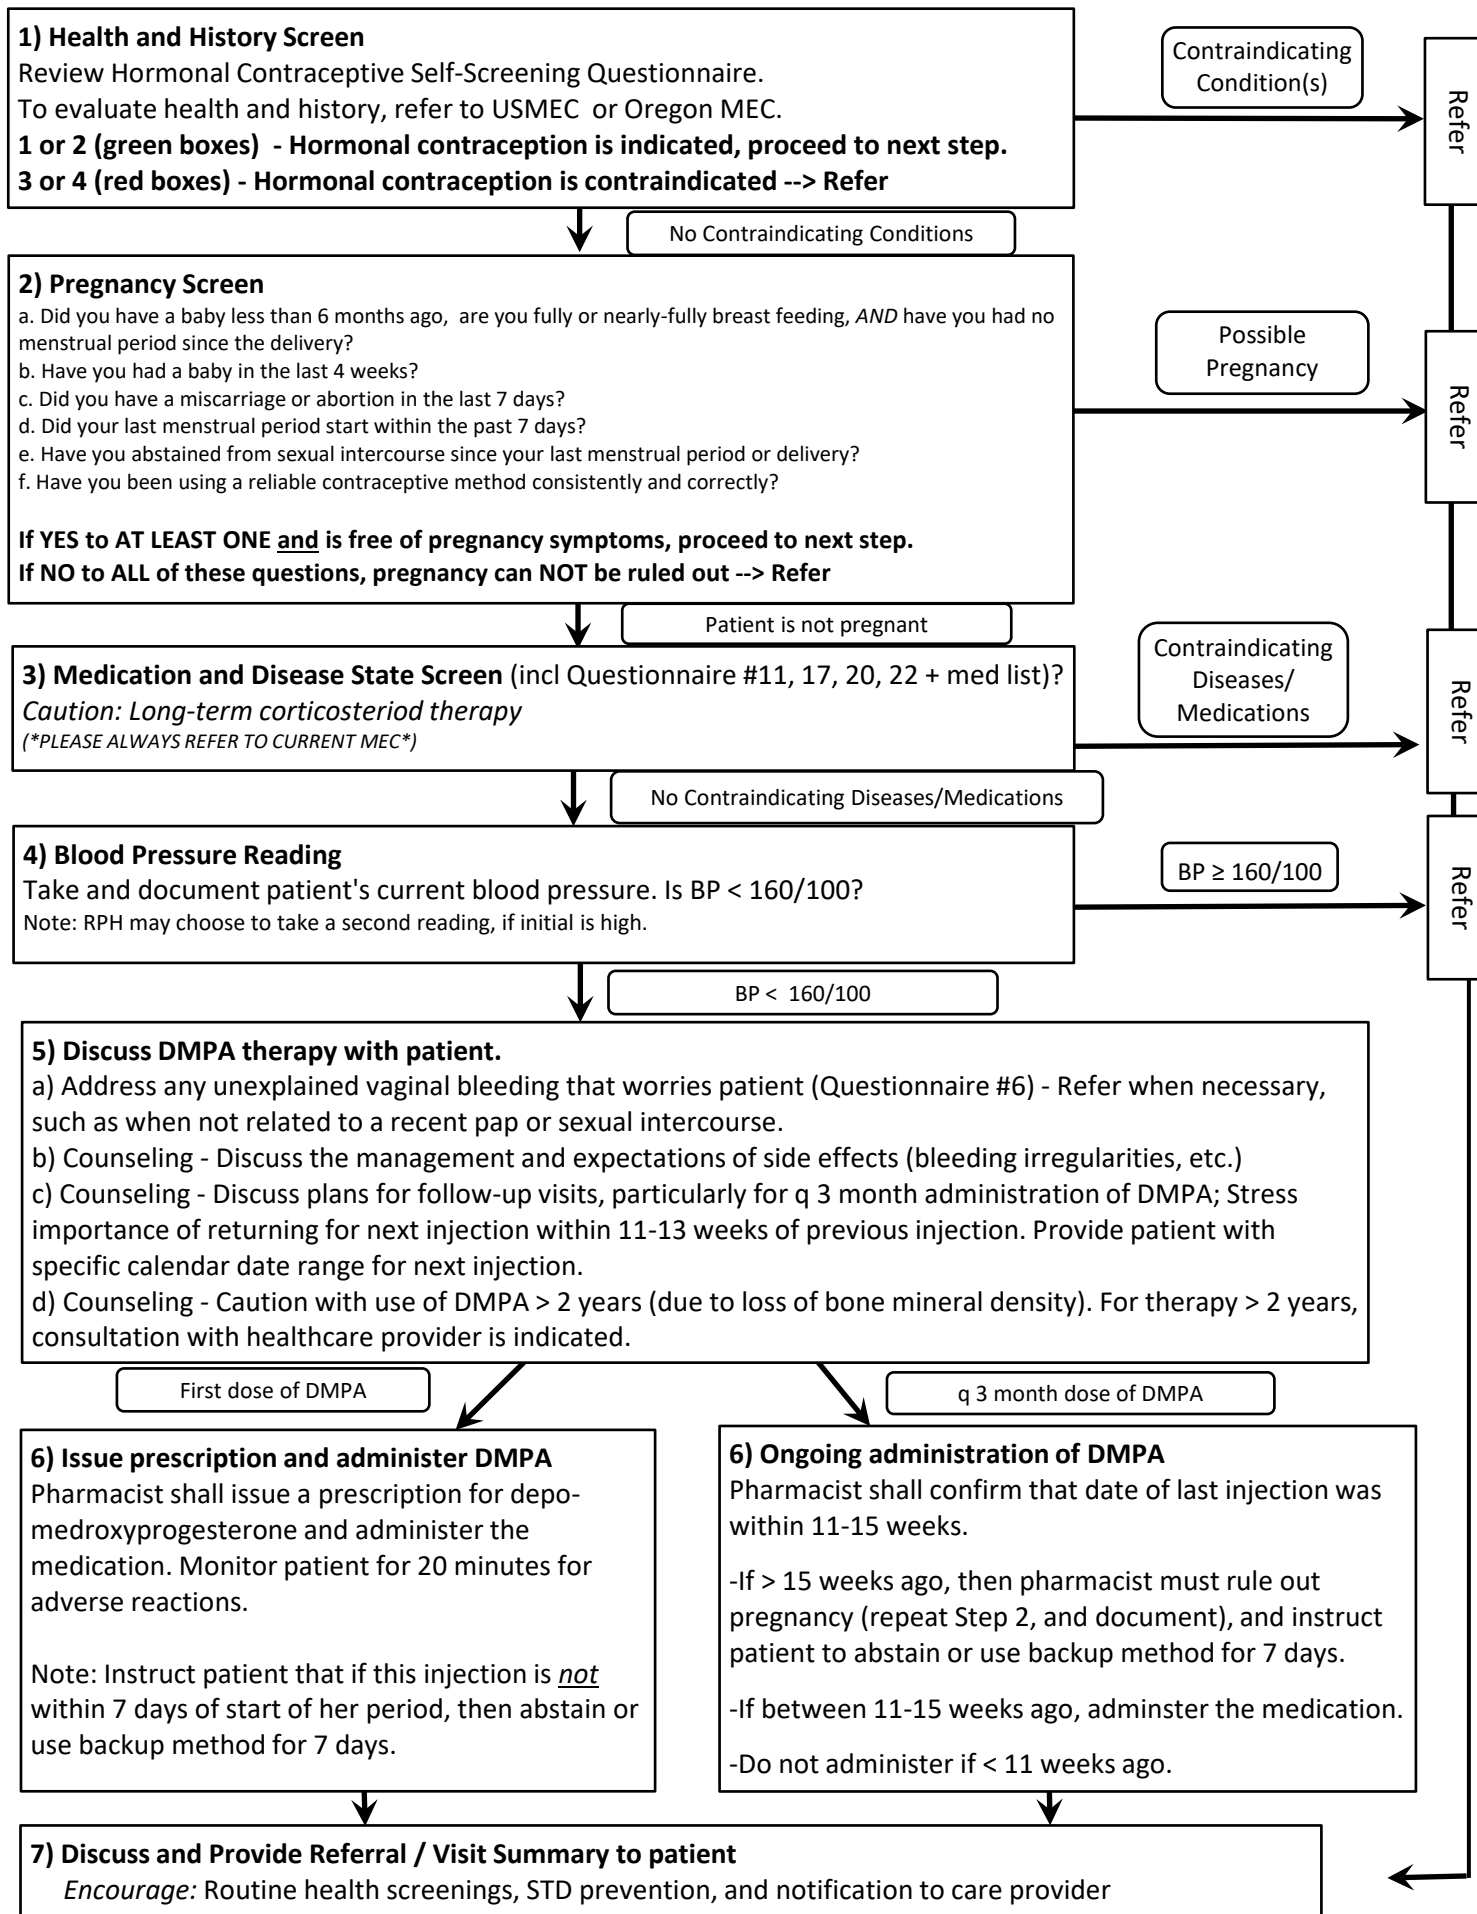 1) Health and History Screen
Review Hormonal Contraceptive Self-Screening Questionnaire.
To evaluate health and history, refer to USMEC or Oregon MEC.
1 or 2 (green boxes) - Hormonal contraception is indicated, proceed to next step.
3 or 4 (red boxes) - Hormonal contraception is contraindicated --> Refer
Contraindicating
Condition(s)
Refer
No Contraindicating Conditions
2) Pregnancy Screen
a. Did you have a baby less than 6 months ago, are you fully or nearly-fully breast feeding, AND have you had no
menstrual period since the delivery?
b. Have you had a baby in the last 4 weeks?
c. Did you have a miscarriage or abortion in the last 7 days?
d. Did your last menstrual period start within the past 7 days?
e. Have you abstained from sexual intercourse since your last menstrual period or delivery?
f. Have you been using a reliable contraceptive method consistently and correctly?
If YES to AT LEAST ONE and is free of pregnancy symptoms, proceed to next step.
If NO to ALL of these questions, pregnancy can NOT be ruled out --> Refer
Possible
Pregnancy
Refer
Patient is not pregnant
3) Medication and Disease State Screen (incl Questionnaire #11, 17, 20, 22 + med list)?
Caution: Long-term corticosteriod therapy
(*PLEASE ALWAYS REFER TO CURRENT MEC*)
Contraindicating
Diseases/
Medications
Refer
No Contraindicating Diseases/Medications
4) Blood Pressure Reading
Take and document patient's current blood pressure. Is BP < 160/100?
Note: RPH may choose to take a second reading, if initial is high.
BP ≥ 160/100
Refer
BP < 160/100
5) Discuss DMPA therapy with patient.
a) Address any unexplained vaginal bleeding that worries patient (Questionnaire #6) - Refer when necessary,
such as when not related to a recent pap or sexual intercourse.
b) Counseling - Discuss the management and expectations of side effects (bleeding irregularities, etc.)
c) Counseling - Discuss plans for follow-up visits, particularly for q 3 month administration of DMPA; Stress
importance of returning for next injection within 11-13 weeks of previous injection. Provide patient with
specific calendar date range for next injection.
d) Counseling - Caution with use of DMPA > 2 years (due to loss of bone mineral density). For therapy > 2 years,
consultation with healthcare provider is indicated.
First dose of DMPA
q 3 month dose of DMPA
6) Issue prescription and administer DMPA
Pharmacist shall issue a prescription for depo-
medroxyprogesterone and administer the
medication. Monitor patient for 20 minutes for
adverse reactions.
Note: Instruct patient that if this injection is not
within 7 days of start of her period, then abstain or
use backup method for 7 days.
6) Ongoing administration of DMPA
Pharmacist shall confirm that date of last injection was
within 11-15 weeks.
-If > 15 weeks ago, then pharmacist must rule out
pregnancy (repeat Step 2, and document), and instruct
patient to abstain or use backup method for 7 days.
-If between 11-15 weeks ago, adminster the medication.
-Do not administer if < 11 weeks ago.
7) Discuss and Provide Referral / Visit Summary to patient
Encourage: Routine health screenings, STD prevention, and notification to care provider